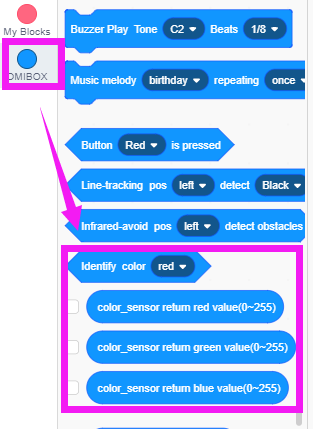 Buzzer Play Tone C2 Beats 1/8
My Blocks
OMIBOX
Music melody birthday repeating once
Button Red is pressed
Line-tracking pos left detect Black
Infrared-avoid pos left detect obstacles
Identify color red
color_sensor return red value(0~255)
color_sensor return green value(0~255)
color_sensor return blue value(0~255)